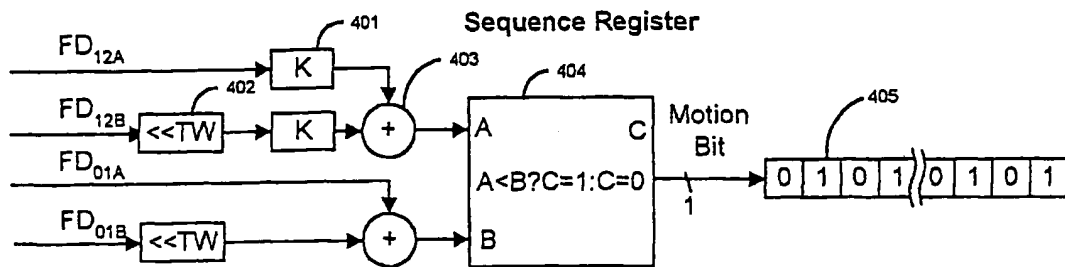 Sequence Register
FD12A
401
K
403
404
FD12B
402
<<TW
K
+
A
C
Motion
Bit
405
FD01A
A<B?C=1:C=0
1
0 1 0 1 0 1 0 1
FD01B
<<TW
+
B